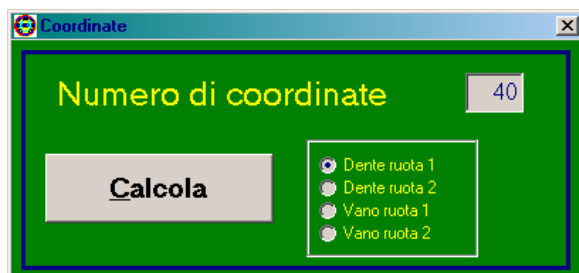 Coordinate
Numero di coordinate 40
Calcola
Dente ruota 1
Dente ruota 2
Vano ruota 1
Vano ruota 2